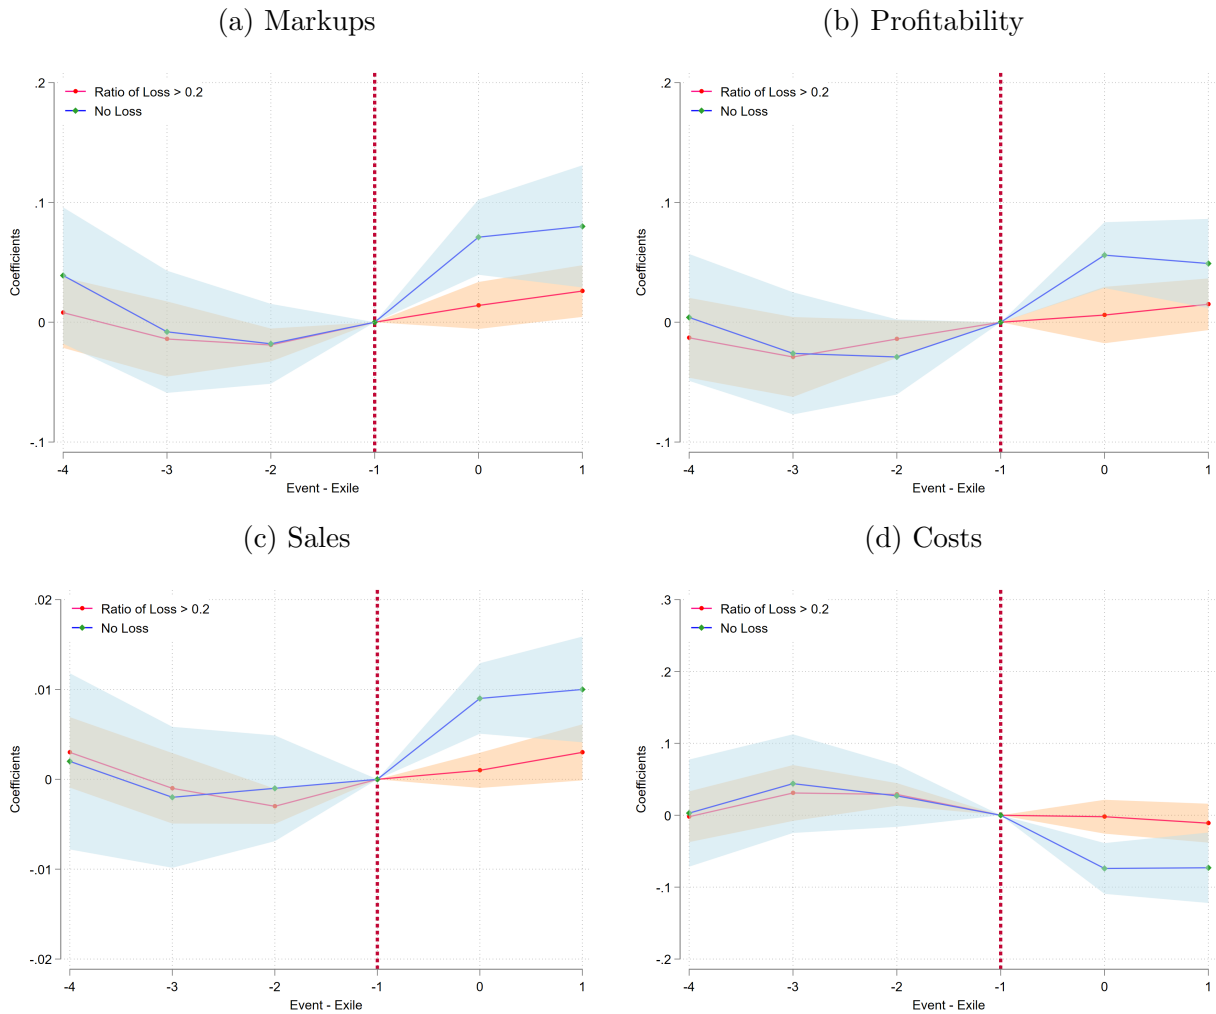 (a) Markups
.2
.1
0
-.1
Coefficients
Ratio of Loss > 0.2
No Loss
-4 -3 -2 -1 0 1
Event - Exile
(b) Profitability
.2
.1
0
-.1
Coefficients
Ratio of Loss > 0.2
No Loss
-4 -3 -2 -1 0 1
Event - Exile
(c) Sales
.02
.01
0
-.01
-.02
Coefficients
Ratio of Loss > 0.2
No Loss
-4 -3 -2 -1 0 1
Event - Exile
(d) Costs
.3
.2
.1
0
-.1
-.2
Coefficients
Ratio of Loss > 0.2
No Loss
-4 -3 -2 -1 0 1
Event - Exile